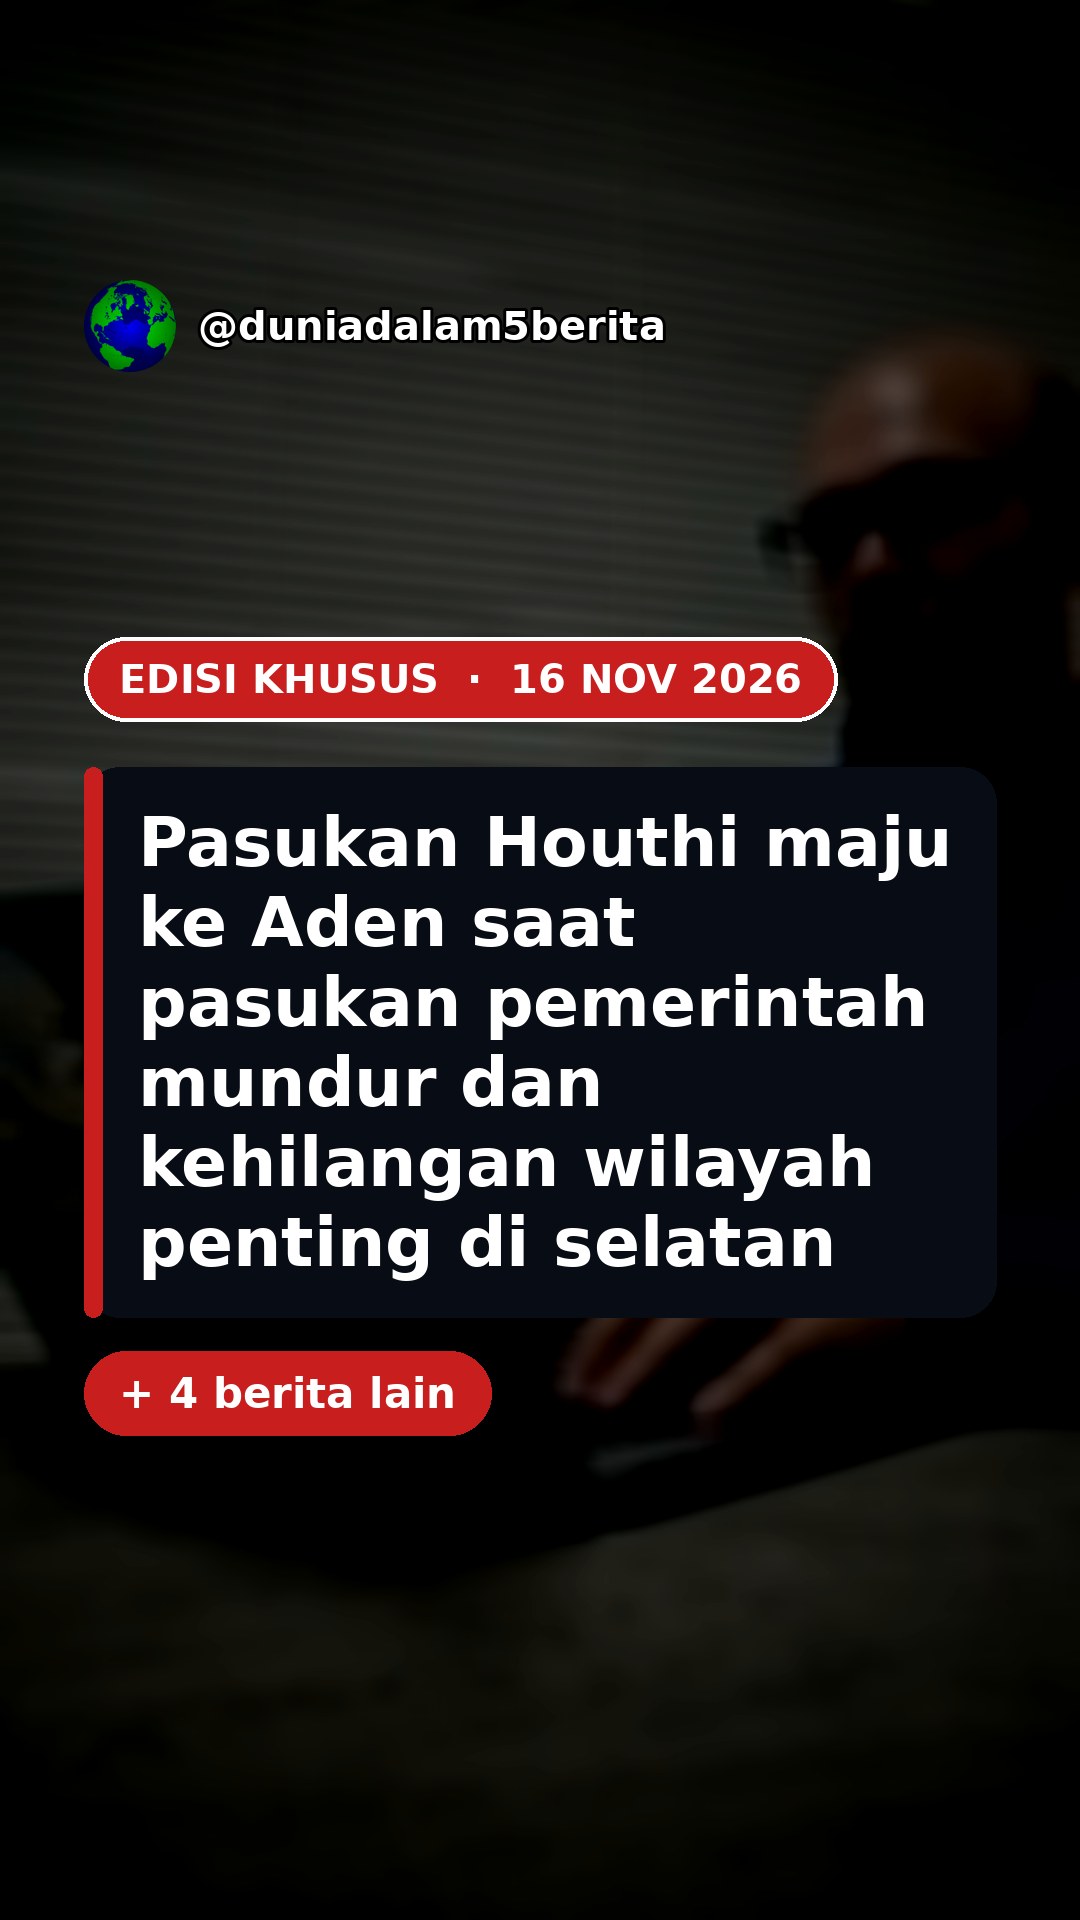 @duniadalam5berita
EDISI KHUSUS · 16 NOV 2026
Pasukan Houthi maju
ke Aden saat
pasukan pemerintah
mundur dan
kehilangan wilayah
penting di selatan
+ 4 berita lain